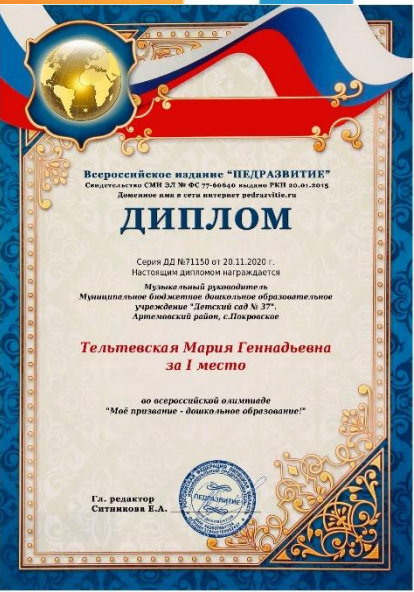 Всероссийское издание “ПЕДРАЗВИТИЕ”
Свидетельство СМИ ЭЛ № ФС 77-60640 выдано РКН 20.01.2015
Доменное имя в сети интернет pedrazvitie.ru
ДИПЛОМ
Серия ДД №71150 от 20.11.2020 г.
Настоящим дипломом награждается
Музыкальный руководитель
Муниципальное бюджетное дошкольное образовательное
учреждение "Детский сад № 37".
Артемовский район, с.Покровское
Тельтевская Мария Геннадьевна
за I место
во всероссийской олимпиаде
"Моё призвание - дошкольное образование!"
Гл. редактор
Ситникова Е.А.
ПЕДРАЗВИТИЕ